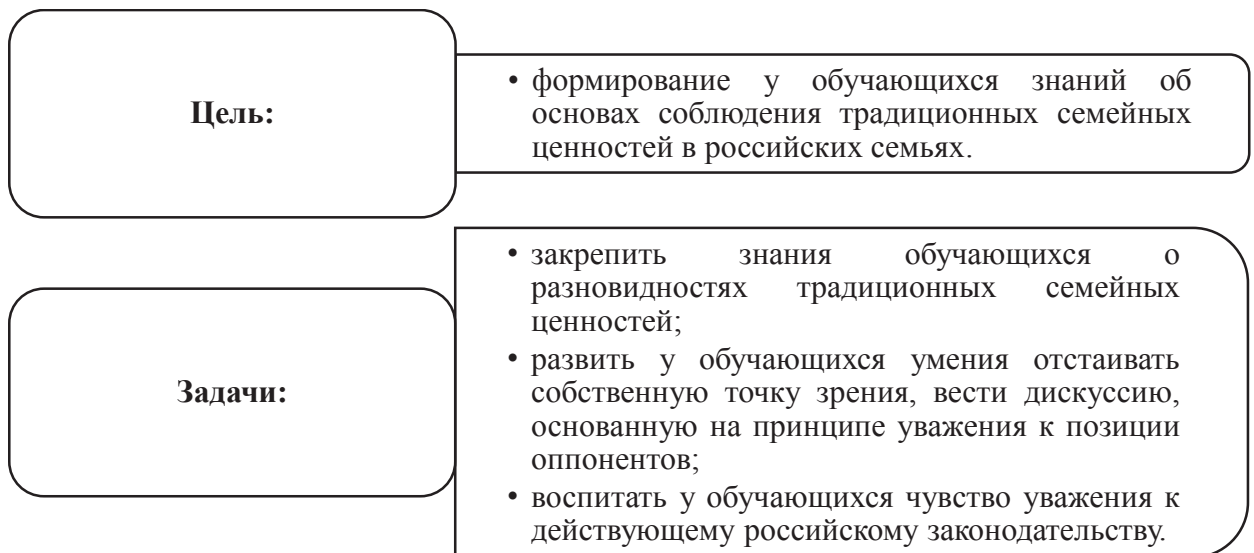 Цель:
• формирование у обучающихся знаний об
основах соблюдения традиционных семейных
ценностей в российских семьях.
Задачи:
• закрепить знания обучающихся о
разновидностях традиционных семейных
ценностей;
• развить у обучающихся умения отстаивать
собственную точку зрения, вести дискуссию,
основанную на принципе уважения к позиции
оппонентов;
• воспитать у обучающихся чувство уважения к
действующему российскому законодательству.